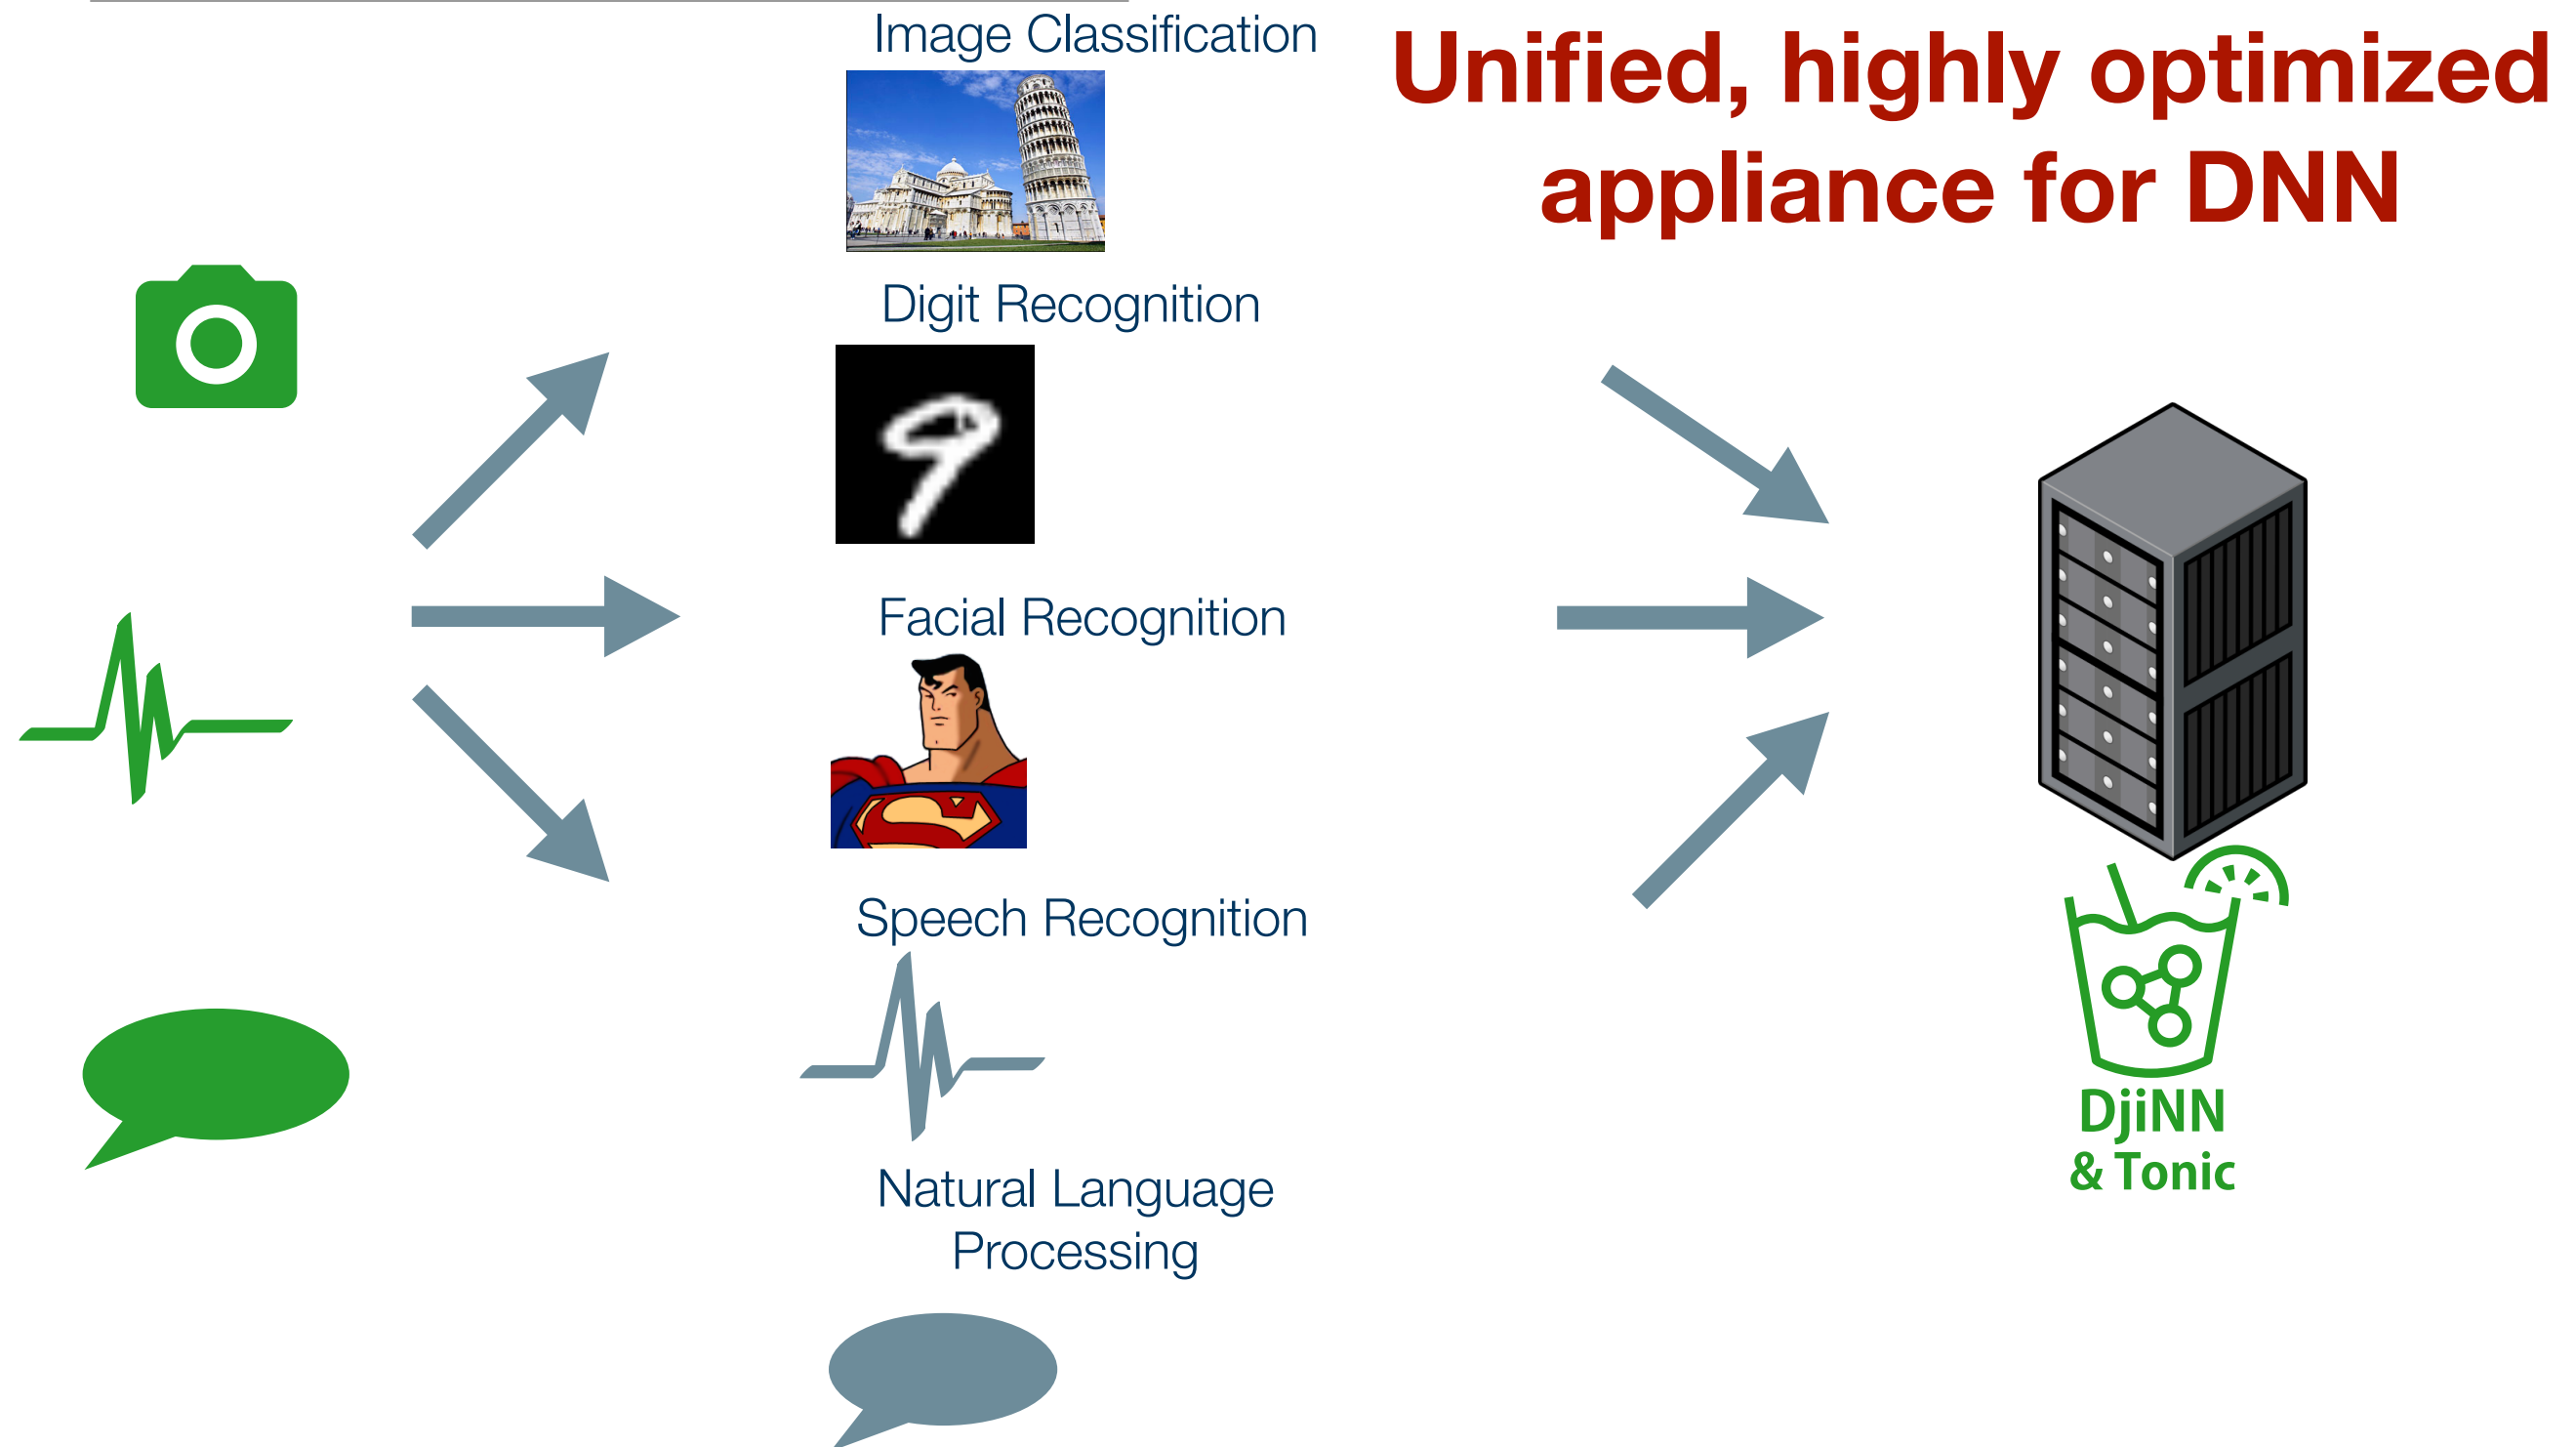 Image Classification
Unified, highly optimized
appliance for DNN
Digit Recognition
9
Facial Recognition
S
Speech Recognition
Natural Language
Processing
DjiNN
& Tonic